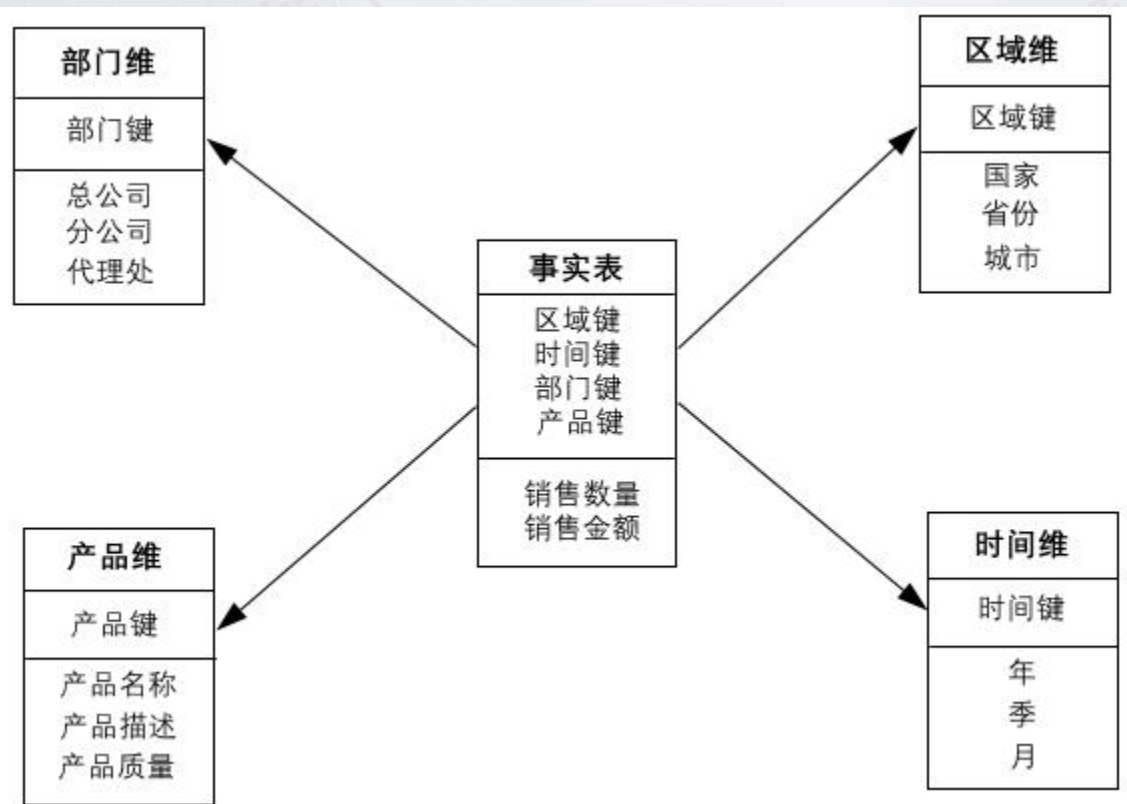 部门维
部门键
总公司
分公司
代理处
区域维
区域键
国家
省份
城市
事实表
区域键
时间键
部门键
产品键
销售数量
销售金额
产品维
产品键
产品名称
产品描述
产品质量
时间维
时间键
年
季
月